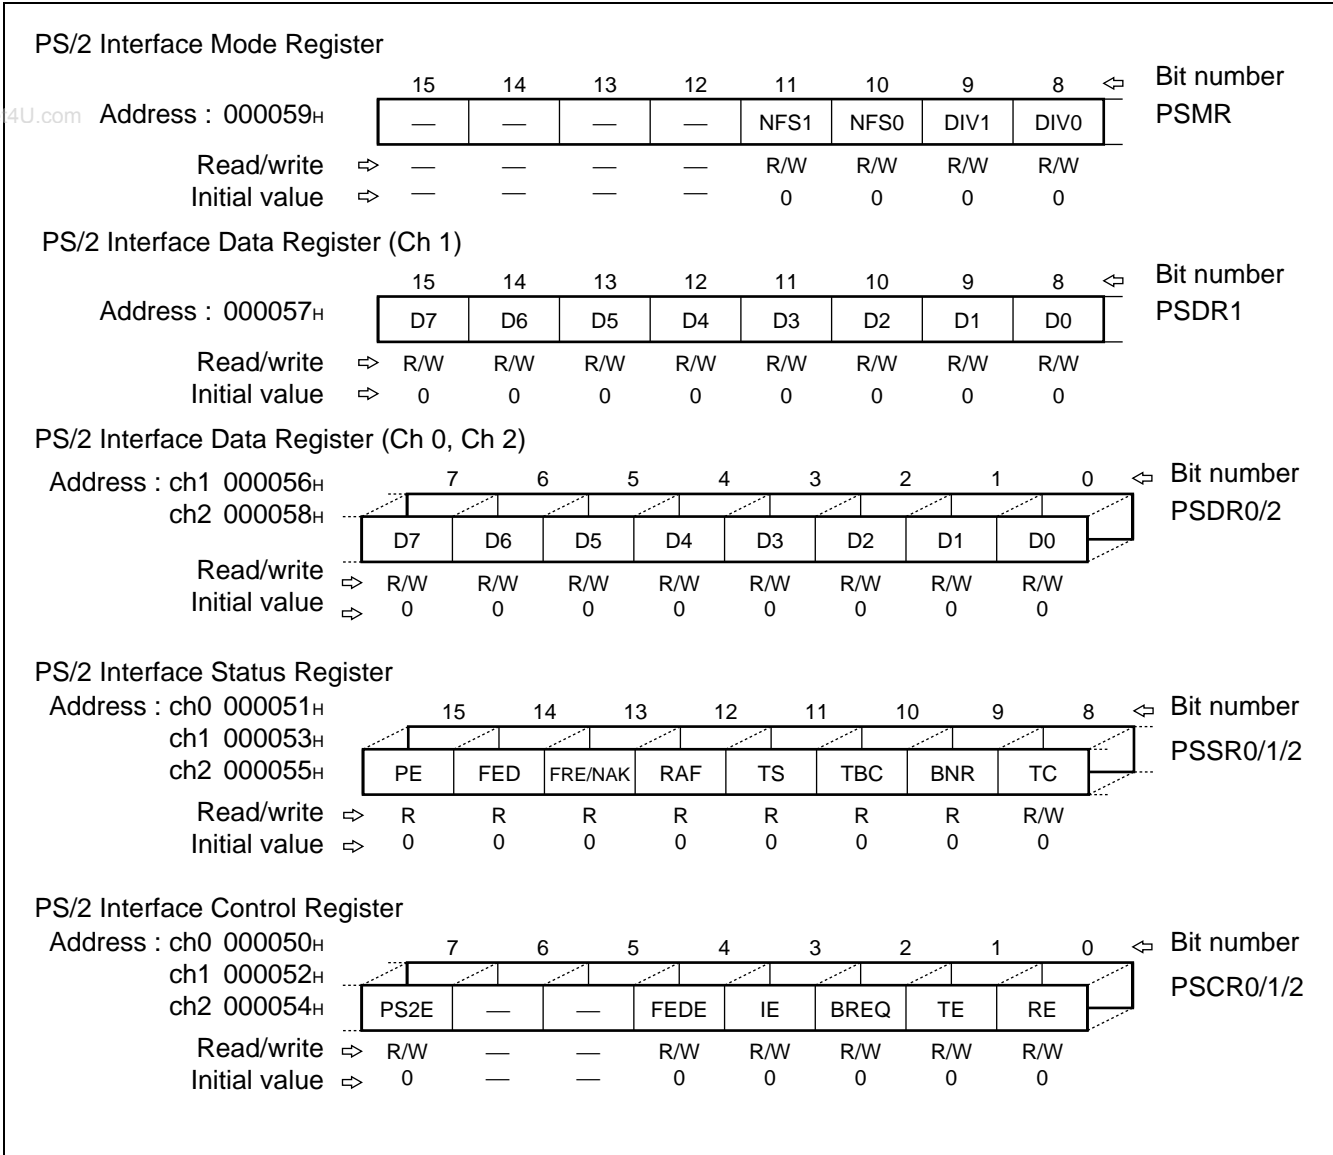 PS/2 Interface Mode Register
15 14 13 12 11 10 9 8 ⇦ Bit number
t4U.com Address : 000059H — — — — NFS1 NFS0 DIV1 DIV0 PSMR
Read/write ⇨ — — — — R/W R/W R/W R/W
Initial value ⇨ — — — — 0 0 0 0
PS/2 Interface Data Register (Ch 1)
15 14 13 12 11 10 9 8 ⇦ Bit number
Address : 000057H D7 D6 D5 D4 D3 D2 D1 D0 PSDR1
Read/write ⇨ R/W R/W R/W R/W R/W R/W R/W R/W
Initial value ⇨ 0 0 0 0 0 0 0 0
PS/2 Interface Data Register (Ch 0, Ch 2)
Address : ch1 000056H 7 6 5 4 3 2 1 0 ⇦ Bit number
ch2 000058H PSDR0/2
D7 D6 D5 D4 D3 D2 D1 D0
Read/write ⇨ R/W R/W R/W R/W R/W R/W R/W R/W
Initial value ⇨ 0 0 0 0 0 0 0 0
PS/2 Interface Status Register
Address : ch0 000051H 15 14 13 12 11 10 9 8 ⇦ Bit number
ch1 000053H PSSR0/1/2
ch2 000055H PE FED FRE/NAK RAF TS TBC BNR TC
Read/write ⇨ R R R R R R R R/W
Initial value ⇨ 0 0 0 0 0 0 0 0
PS/2 Interface Control Register
Address : ch0 000050H 7 6 5 4 3 2 1 0 ⇦ Bit number
ch1 000052H PSCR0/1/2
ch2 000054H PS2E — — FEDE IE BREQ TE RE
Read/write ⇨ R/W — — R/W R/W R/W R/W R/W
Initial value ⇨ 0 — — 0 0 0 0 0